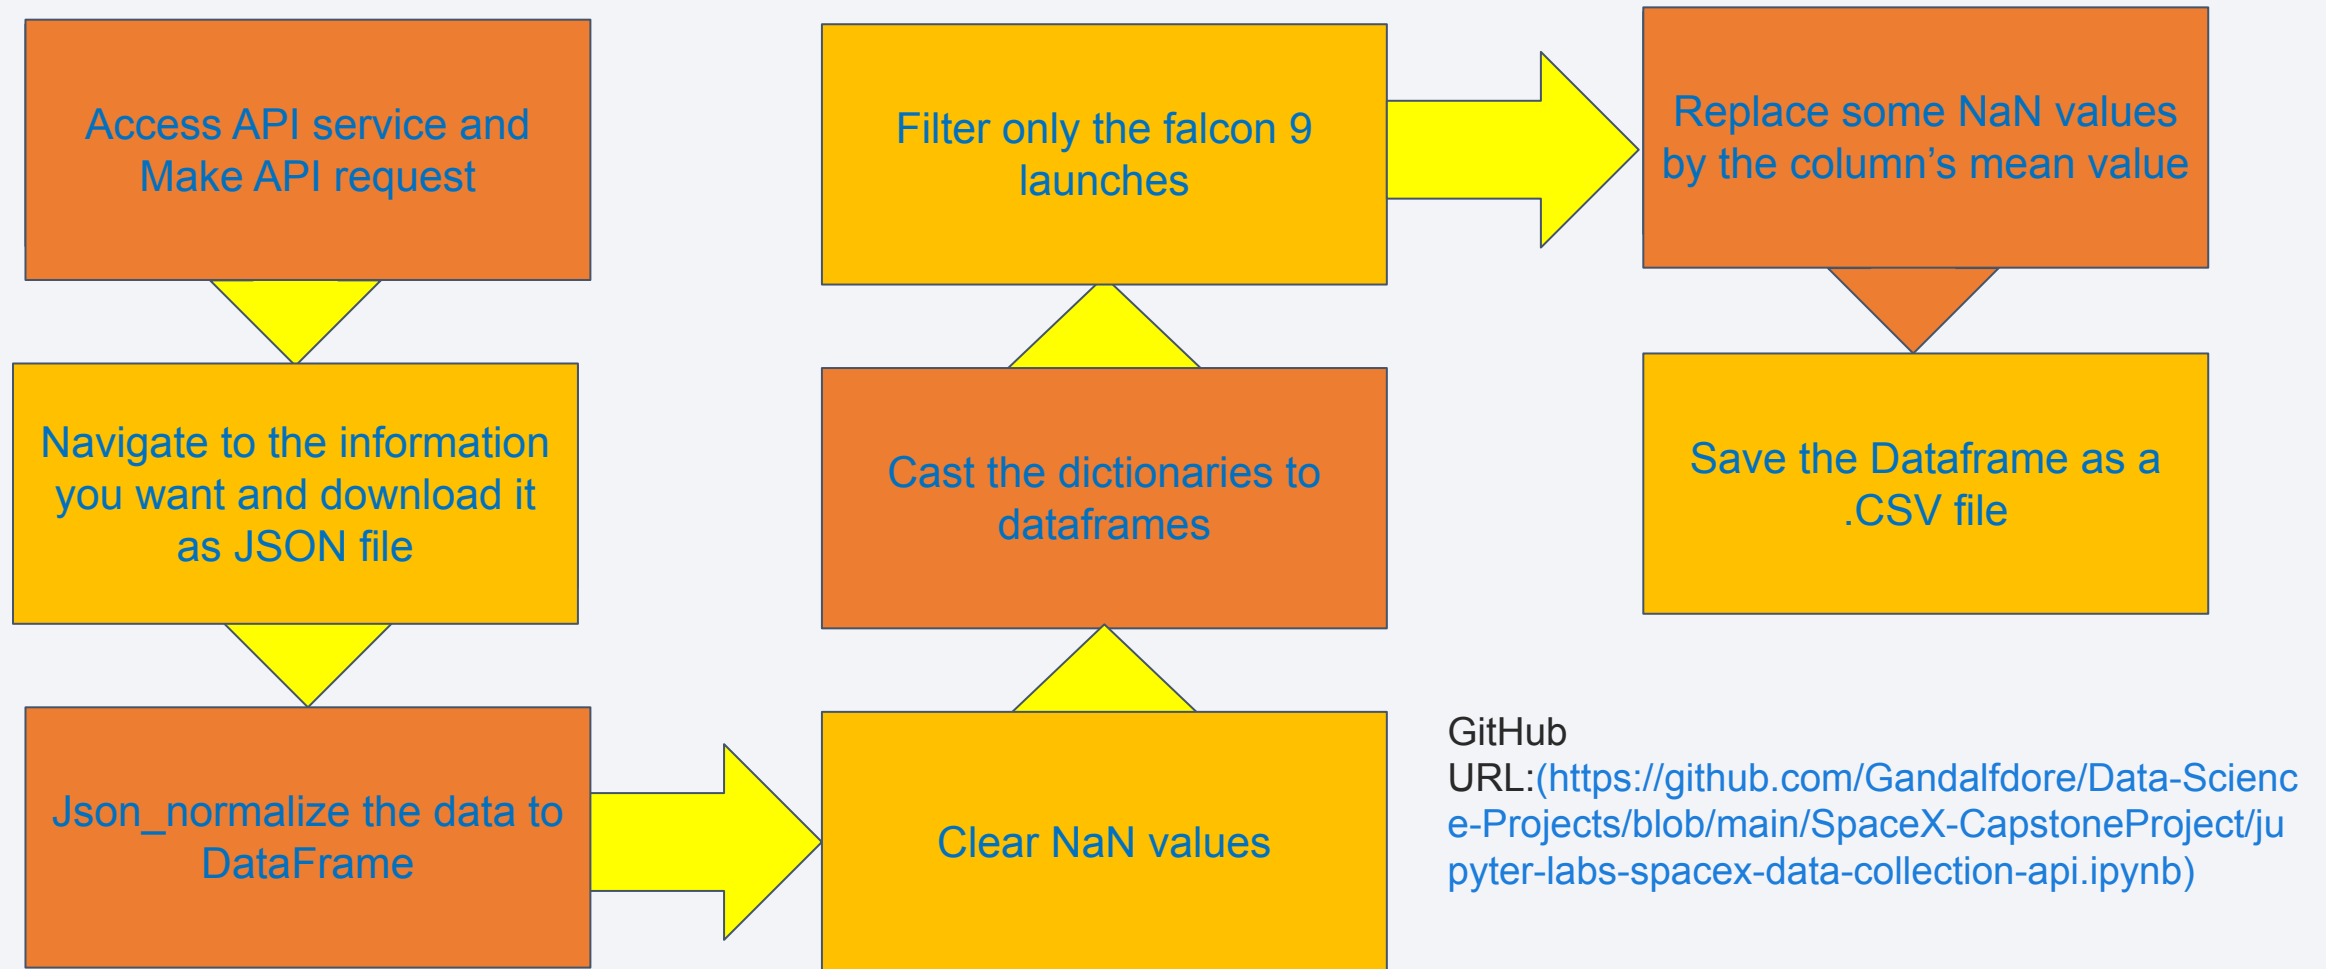 Access API service and
Make API request
Navigate to the information
you want and download it
as JSON file
Json_normalize the data to
DataFrame
Clear NaN values
Cast the dictionaries to
dataframes
Filter only the falcon 9
launches
Replace some NaN values
by the column’s mean value
Save the Dataframe as a
.CSV file
GitHub
URL:(https://github.com/Gandalfdore/Data-Scienc
e-Projects/blob/main/SpaceX-CapstoneProject/ju
pyter-labs-spacex-data-collection-api.ipynb)